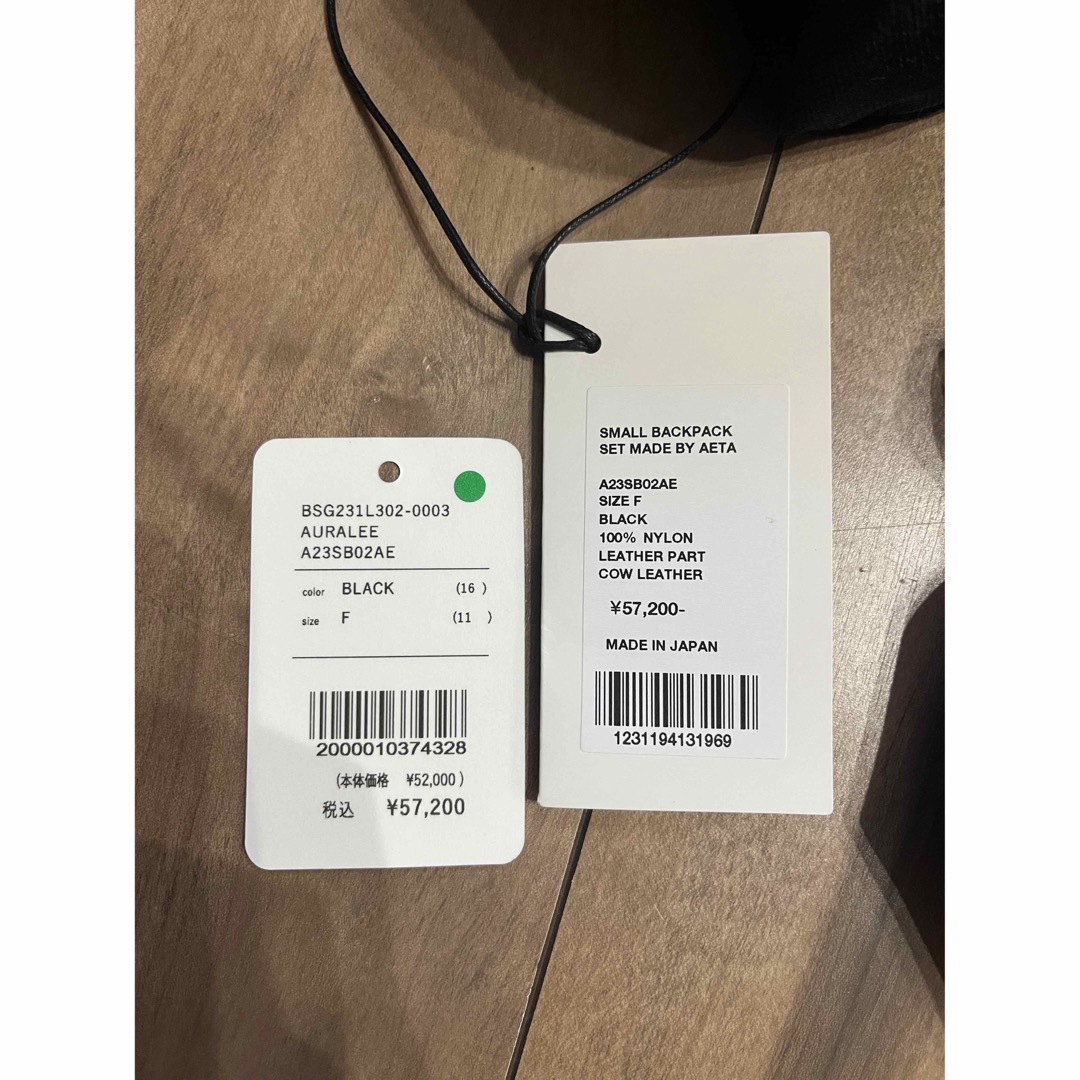 BSG231L302-0003
AURALEE
A23SB02AE
color BLACK (16 )
size F (11 )
2000010374328
(本体価格 ¥52,000 )
税込 ¥57,200
SMALL BACKPACK
SET MADE BY AETA
A23SB02AE
SIZE F
BLACK
100% NYLON
LEATHER PART
COW LEATHER
¥57,200-
MADE IN JAPAN
1231194131969